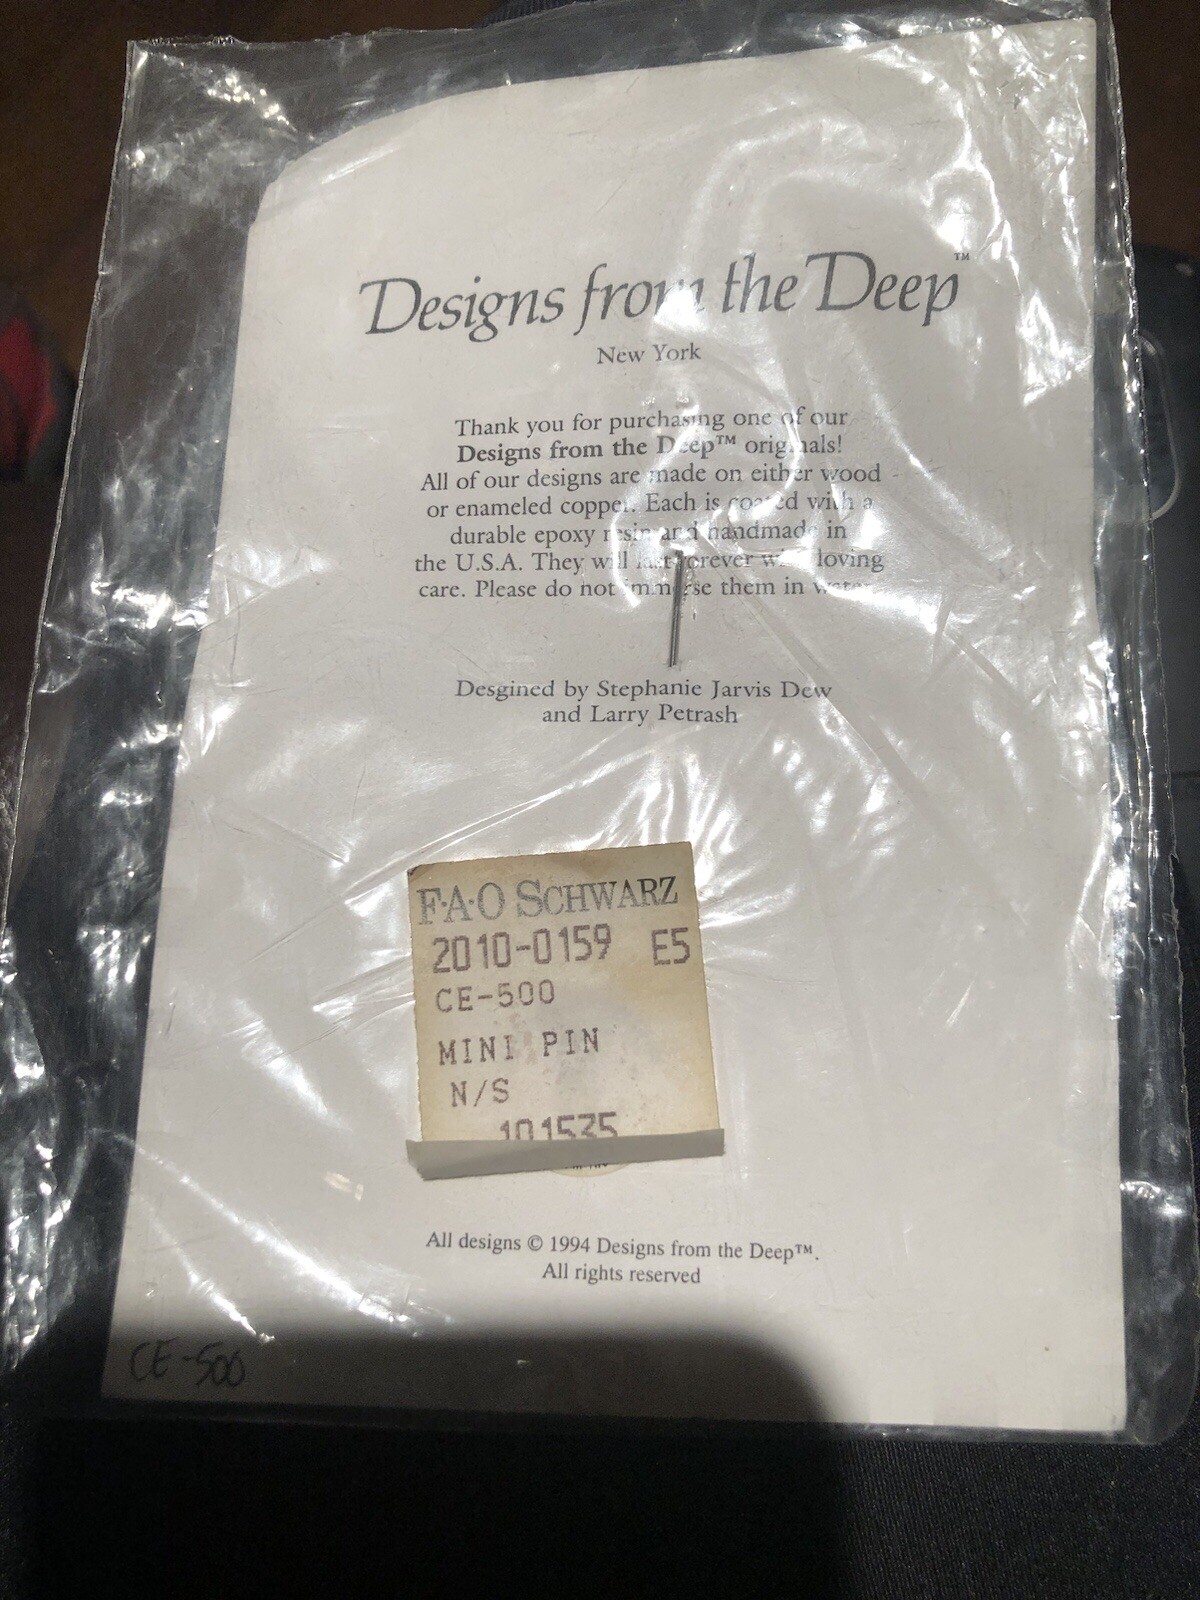 Designs from the Deep™
New York
Thank you for purchasing one of our
Designs from the Deep™ originals!
All of our designs are made on either wood
or enameled copper. Each is coated with a
durable epoxy resin and handmade in
the U.S.A. They will last forever with loving
care. Please do not immerse them in water.
Desgined by Stephanie Jarvis Dew
and Larry Petrash
F·A·O SCHWARZ
2010-0159 E5
CE-500
MINI PIN
N/S
101535
All designs © 1994 Designs from the Deep™.
All rights reserved
CE-500